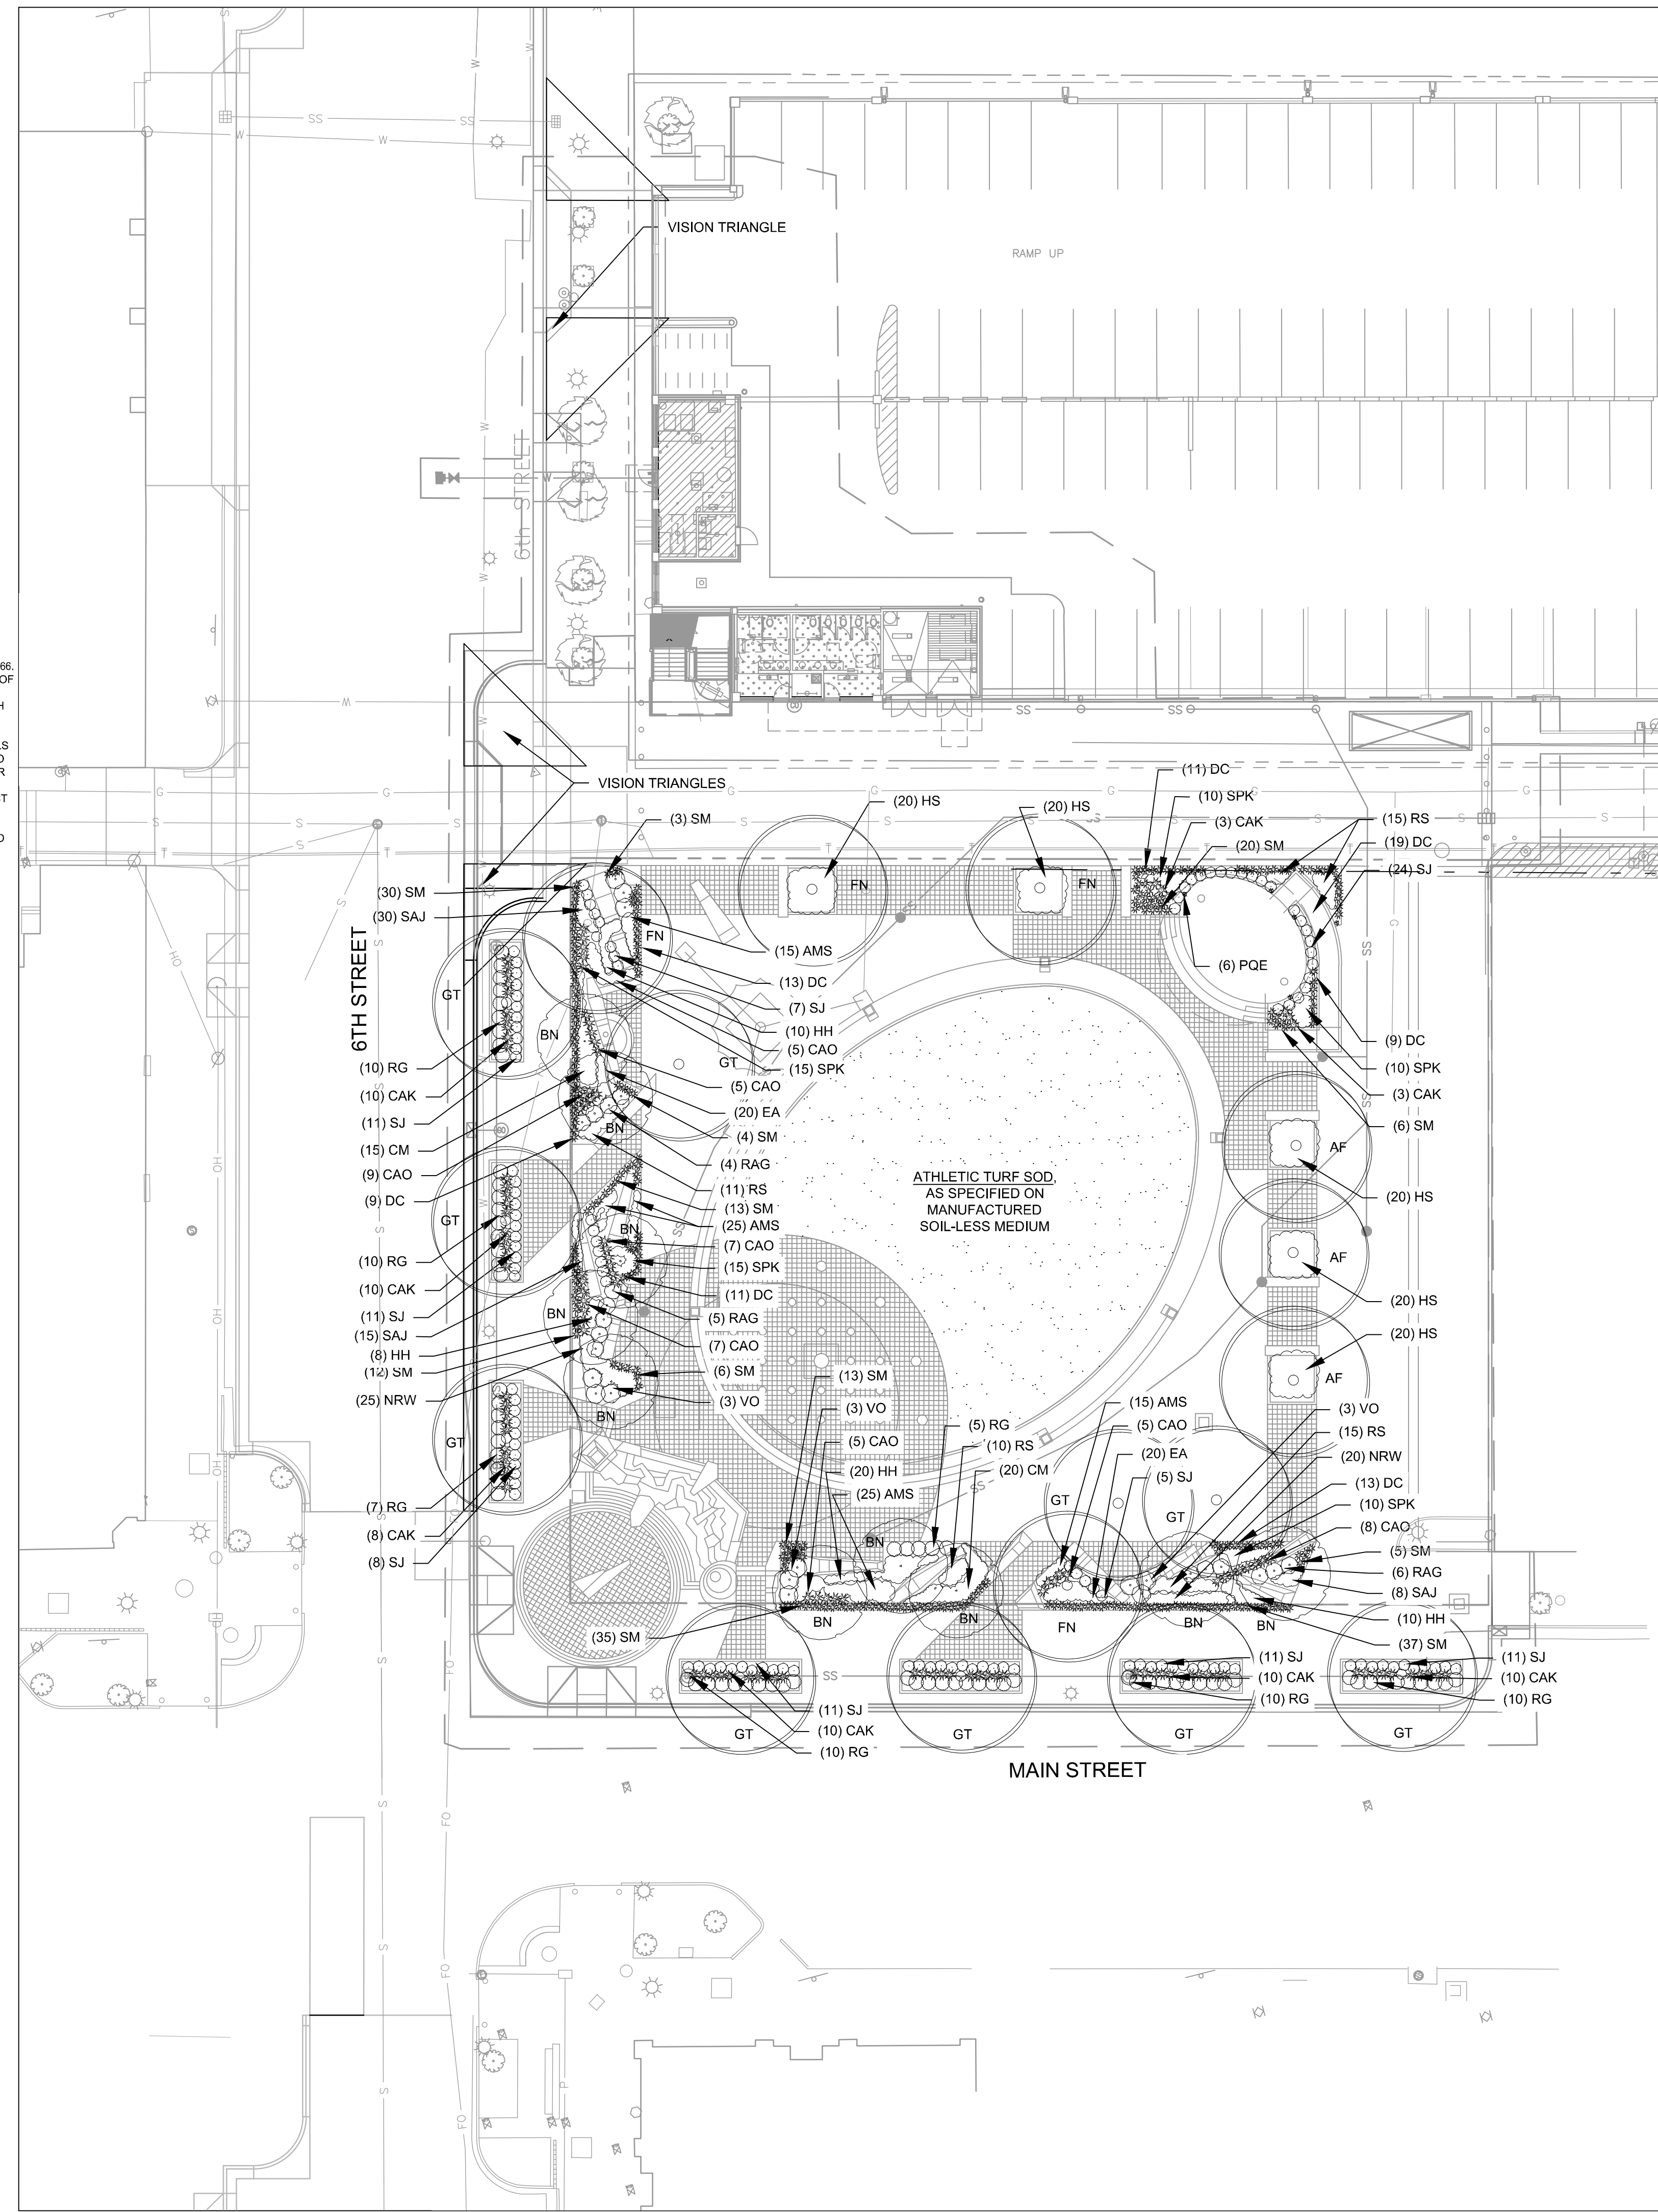 VISION TRIANGLE
RAMP UP
6th STREET
66.
OF
H
LS
O
R
ST
D
VISION TRIANGLES
6TH STREET
(3) SM
(20) HS
(20) HS
(11) DC
(10) SPK
(3) CAK
(20) SM
(15) RS
(19) DC
(24) SJ
FN
FN
(30) SM
(30) SAJ
FN
(15) AMS
(6) PQE
(13) DC
(7) SJ
(10) HH
(5) CAO
(15) SPK
GT
BN
GT
(10) RG
(10) CAK
(11) SJ
(15) CM
(9) CAO
(9) DC
(5) CAO
(20) EA
(4) SM
BN
(4) RAG
(11) RS
(13) SM
(25) AMS
(7) CAO
(15) SPK
(11) DC
(5) RAG
(7) CAO
(6) SM
(3) VO
(9) DC
(10) SPK
(3) CAK
(6) SM
AF
(20) HS
AF
(20) HS
(20) HS
AF
ATHLETIC TURF SOD,
AS SPECIFIED ON
MANUFACTURED
SOIL-LESS MEDIUM
GT
BN
BN
BN
(10) RG
(10) CAK
(11) SJ
(15) SAJ
(8) HH
(12) SM
(25) NRW
GT
(7) RG
(8) CAK
(8) SJ
(13) SM
(3) VO
(5) CAO
(20) HH
(25) AMS
(5) RG
(10) RS
(20) CM
(15) AMS
(5) CAO
(20) EA
(5) SJ
(3) VO
(15) RS
(20) NRW
(13) DC
(10) SPK
(8) CAO
(5) SM
(6) RAG
(8) SAJ
(10) HH
(37) SM
GT
GT
BN
BN
BN
FN
BN
BN
(35) SM
(11) SJ
(10) CAK
(10) RG
(11) SJ
(10) CAK
(10) RG
(11) SJ
(10) CAK
(10) RG
GT
GT
GT
GT
MAIN STREET